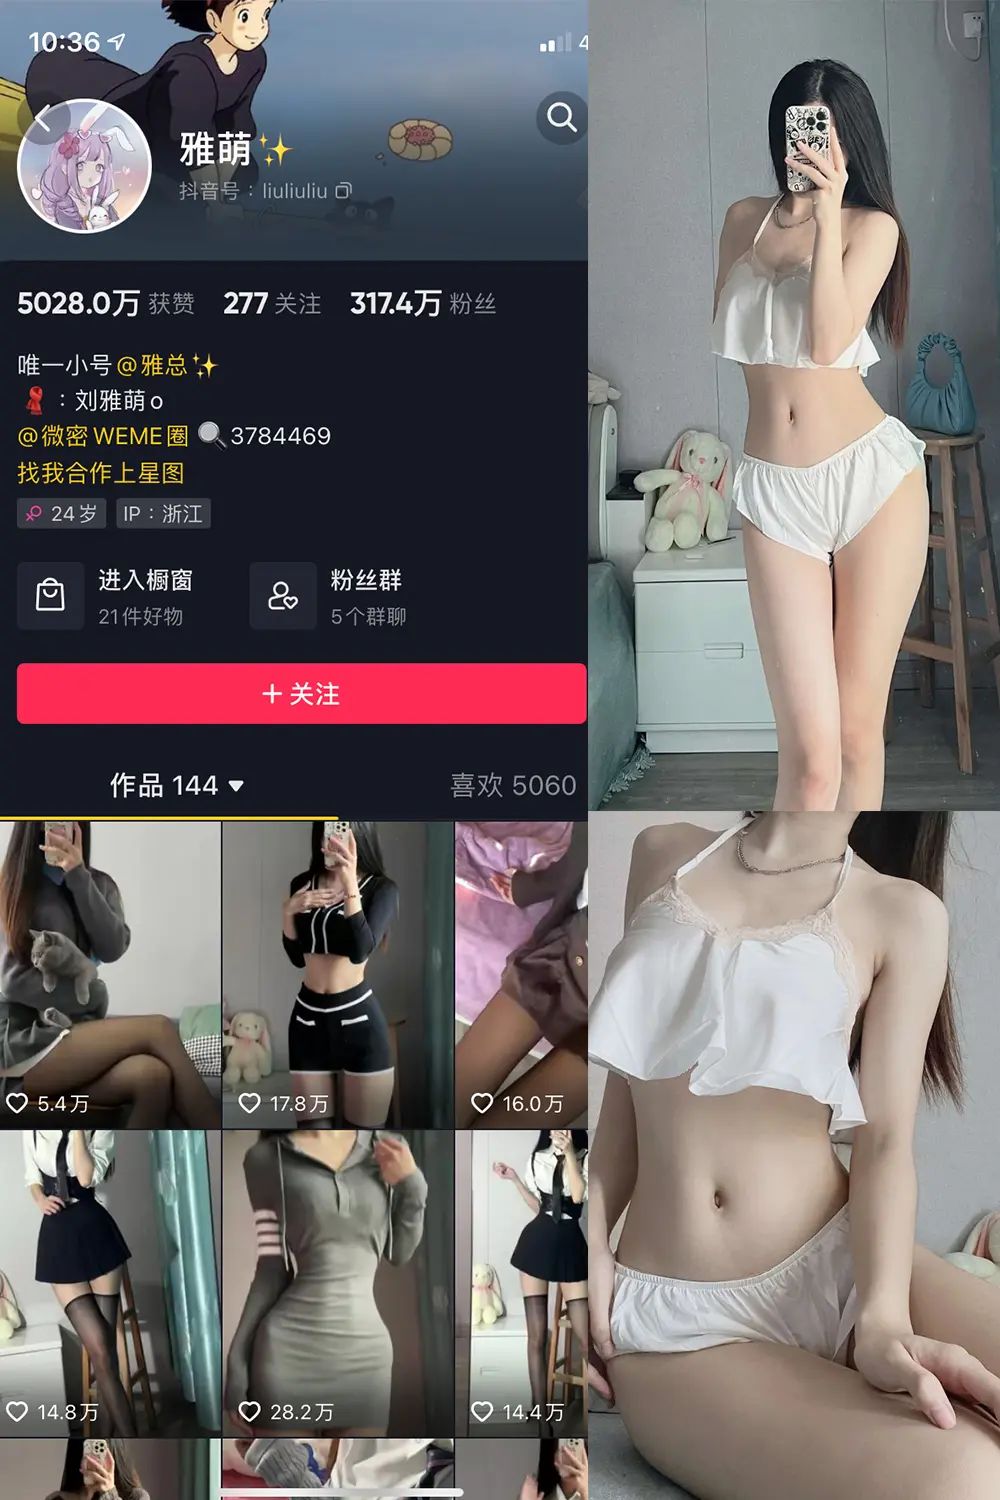 10:36
4
雅萌✨
抖音号：liuliuliu
5028.0万 获赞 277 关注 317.4万 粉丝
唯一小号@雅总✨
🧣：刘雅萌o
@微密WEME圈 🔍3784469
找我合作上星图
♀ 24岁 IP：浙江
进入橱窗
21件好物
粉丝群
5个群聊
+ 关注
作品 144 ▼
喜欢 5060
5.4万
17.8万
16.0万
14.8万
28.2万
14.4万